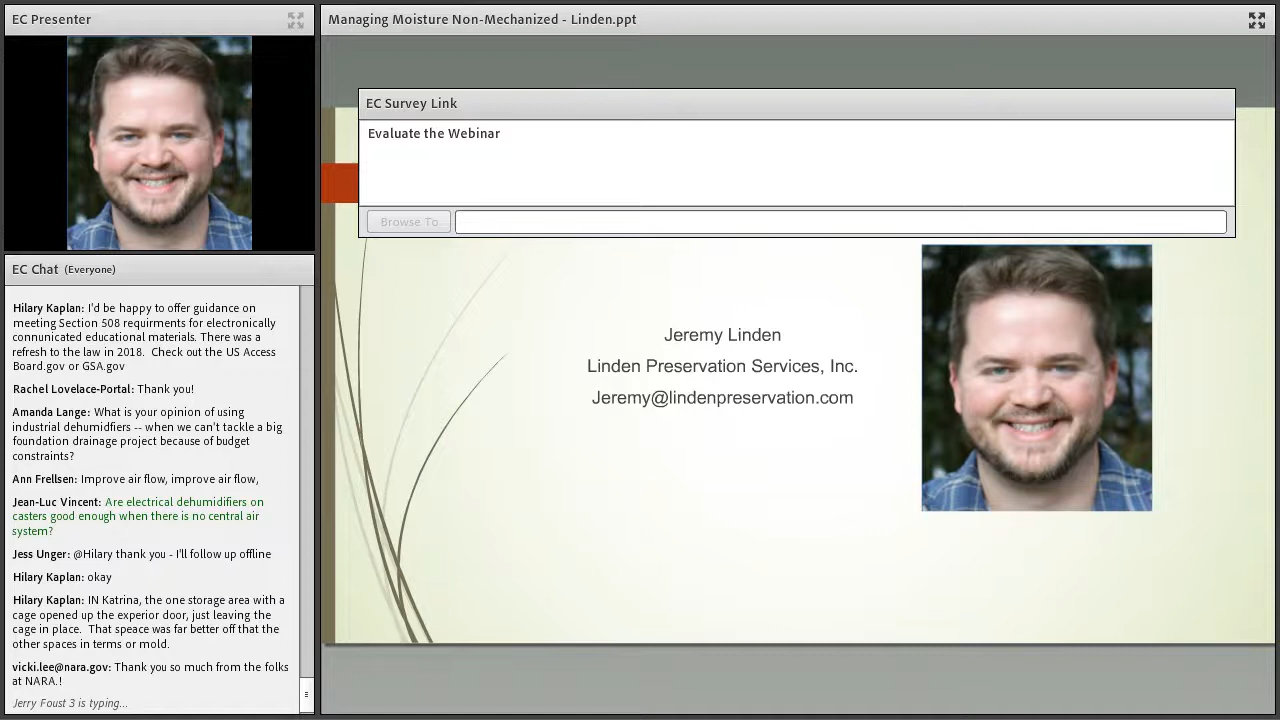 EC Presenter
Managing Moisture Non-Mechanized - Linden.ppt
EC Survey Link
Evaluate the Webinar
Browse To
Jeremy Linden
Linden Preservation Services, Inc.
Jeremy@lindenpreservation.com
EC Chat (Everyone)
Hilary Kaplan: I'd be happy to offer guidance on
meeting Section 508 requirments for electronically
connunicated educational materials. There was a
refresh to the law in 2018. Check out the US Access
Board.gov or GSA.gov
Rachel Lovelace-Portal: Thank you!
Amanda Lange: What is your opinion of using
industrial dehumidfiers -- when we can't tackle a big
foundation drainage project because of budget
constraints?
Ann Frellsen: Improve air flow, improve air flow,
Jean-Luc Vincent: Are electrical dehumidifiers on
casters good enough when there is no central air
system?
Jess Unger: @Hilary thank you - I'll follow up offline
Hilary Kaplan: okay
Hilary Kaplan: IN Katrina, the one storage area with a
cage opened up the experior door, just leaving the
cage in place. That speace was far better off that the
other spaces in terms or mold.
vicki.lee@nara.gov: Thank you so much from the folks
at NARA.!
Jerry Foust 3 is typing...